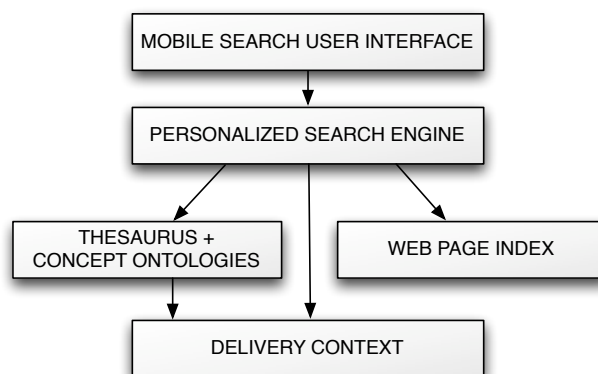 MOBILE SEARCH USER INTERFACE
PERSONALIZED SEARCH ENGINE
THESAURUS +
CONCEPT ONTOLOGIES
WEB PAGE INDEX
DELIVERY CONTEXT